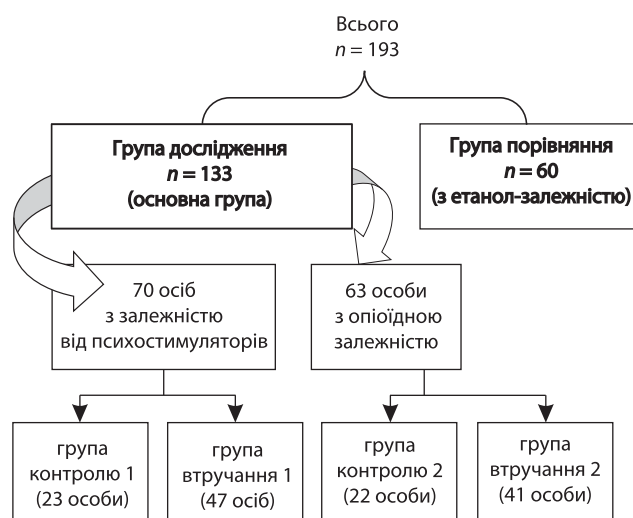 Всього
n = 193
Група дослідження
n = 133
(основна група)
Група порівняння
n = 60
(з етанол-залежністю)
70 осіб
з залежністю
від психостимуляторів
63 особи
з опіоїдною
залежністю
група
контролю 1
(23 особи)
група
втручання 1
(47 осіб)
група
контролю 2
(22 особи)
група
втручання 2
(41 особи)